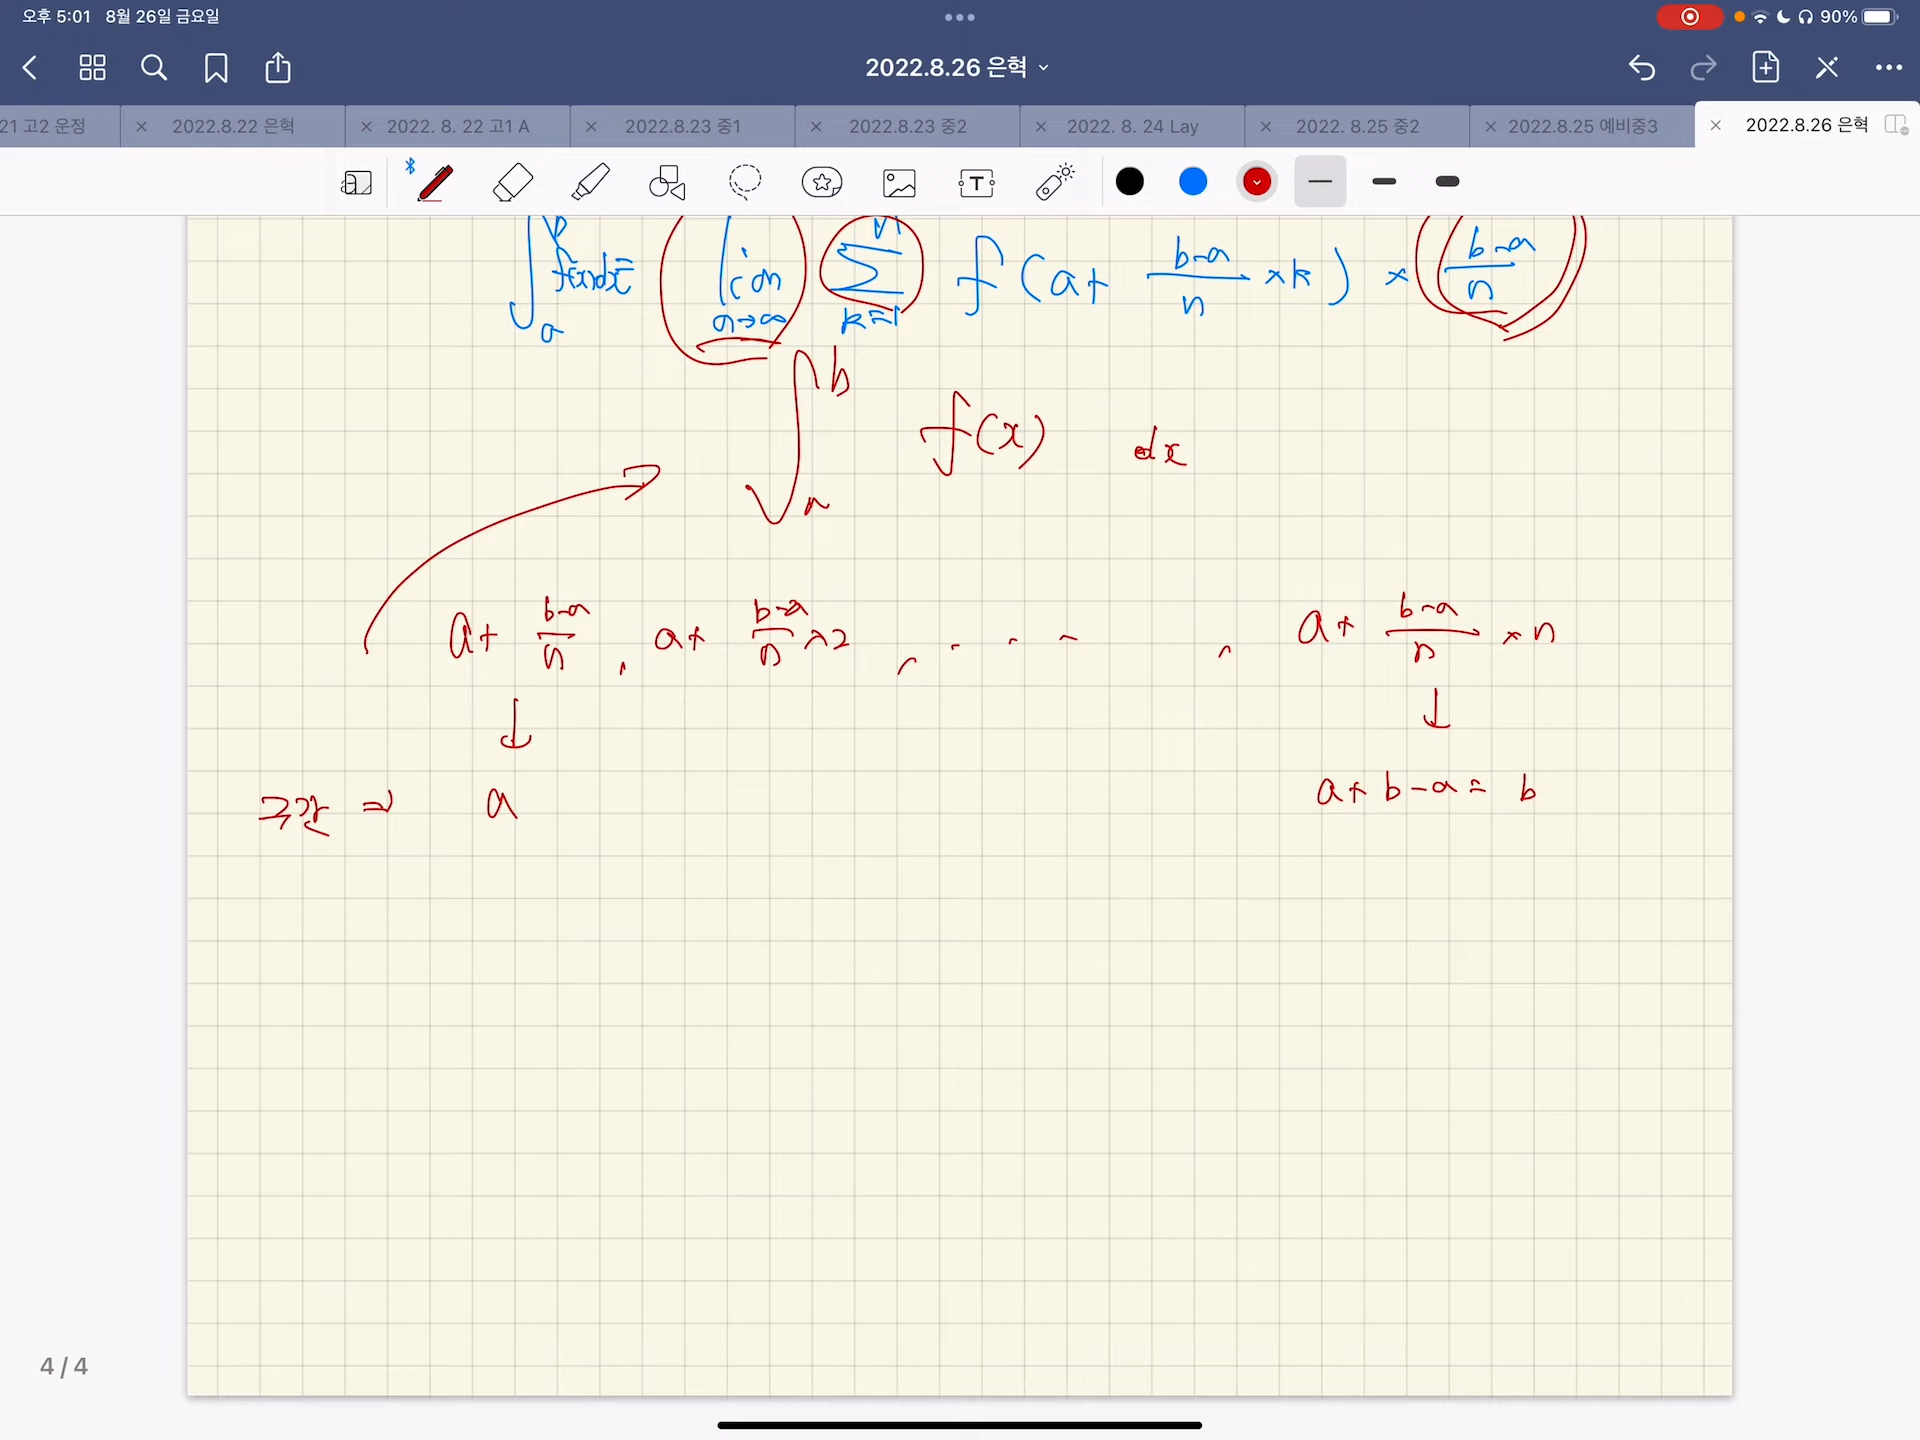 오후 5:01 8월 26일 금요일
90%
2022.8.26 은혁
21 고2 운정
2022.8.22 은혁
2022. 8. 22 고1 A
2022.8.23 중1
2022.8.23 중2
2022. 8. 24 Lay
2022. 8.25 중2
2022.8.25 예비중3
2022.8.26 은혁
∫_a^b f(x)dx = lim_{n→∞} Σ_{k=1}^n f(a + (b-a)/n × k) × (b-a)/n
∫_a^b f(x) dx
a + (b-a)/n , a + (b-a)/n × 2 , · · · , a + (b-a)/n × n
↓ ↓
구간 ⇒ a a + b - a = b
4 / 4